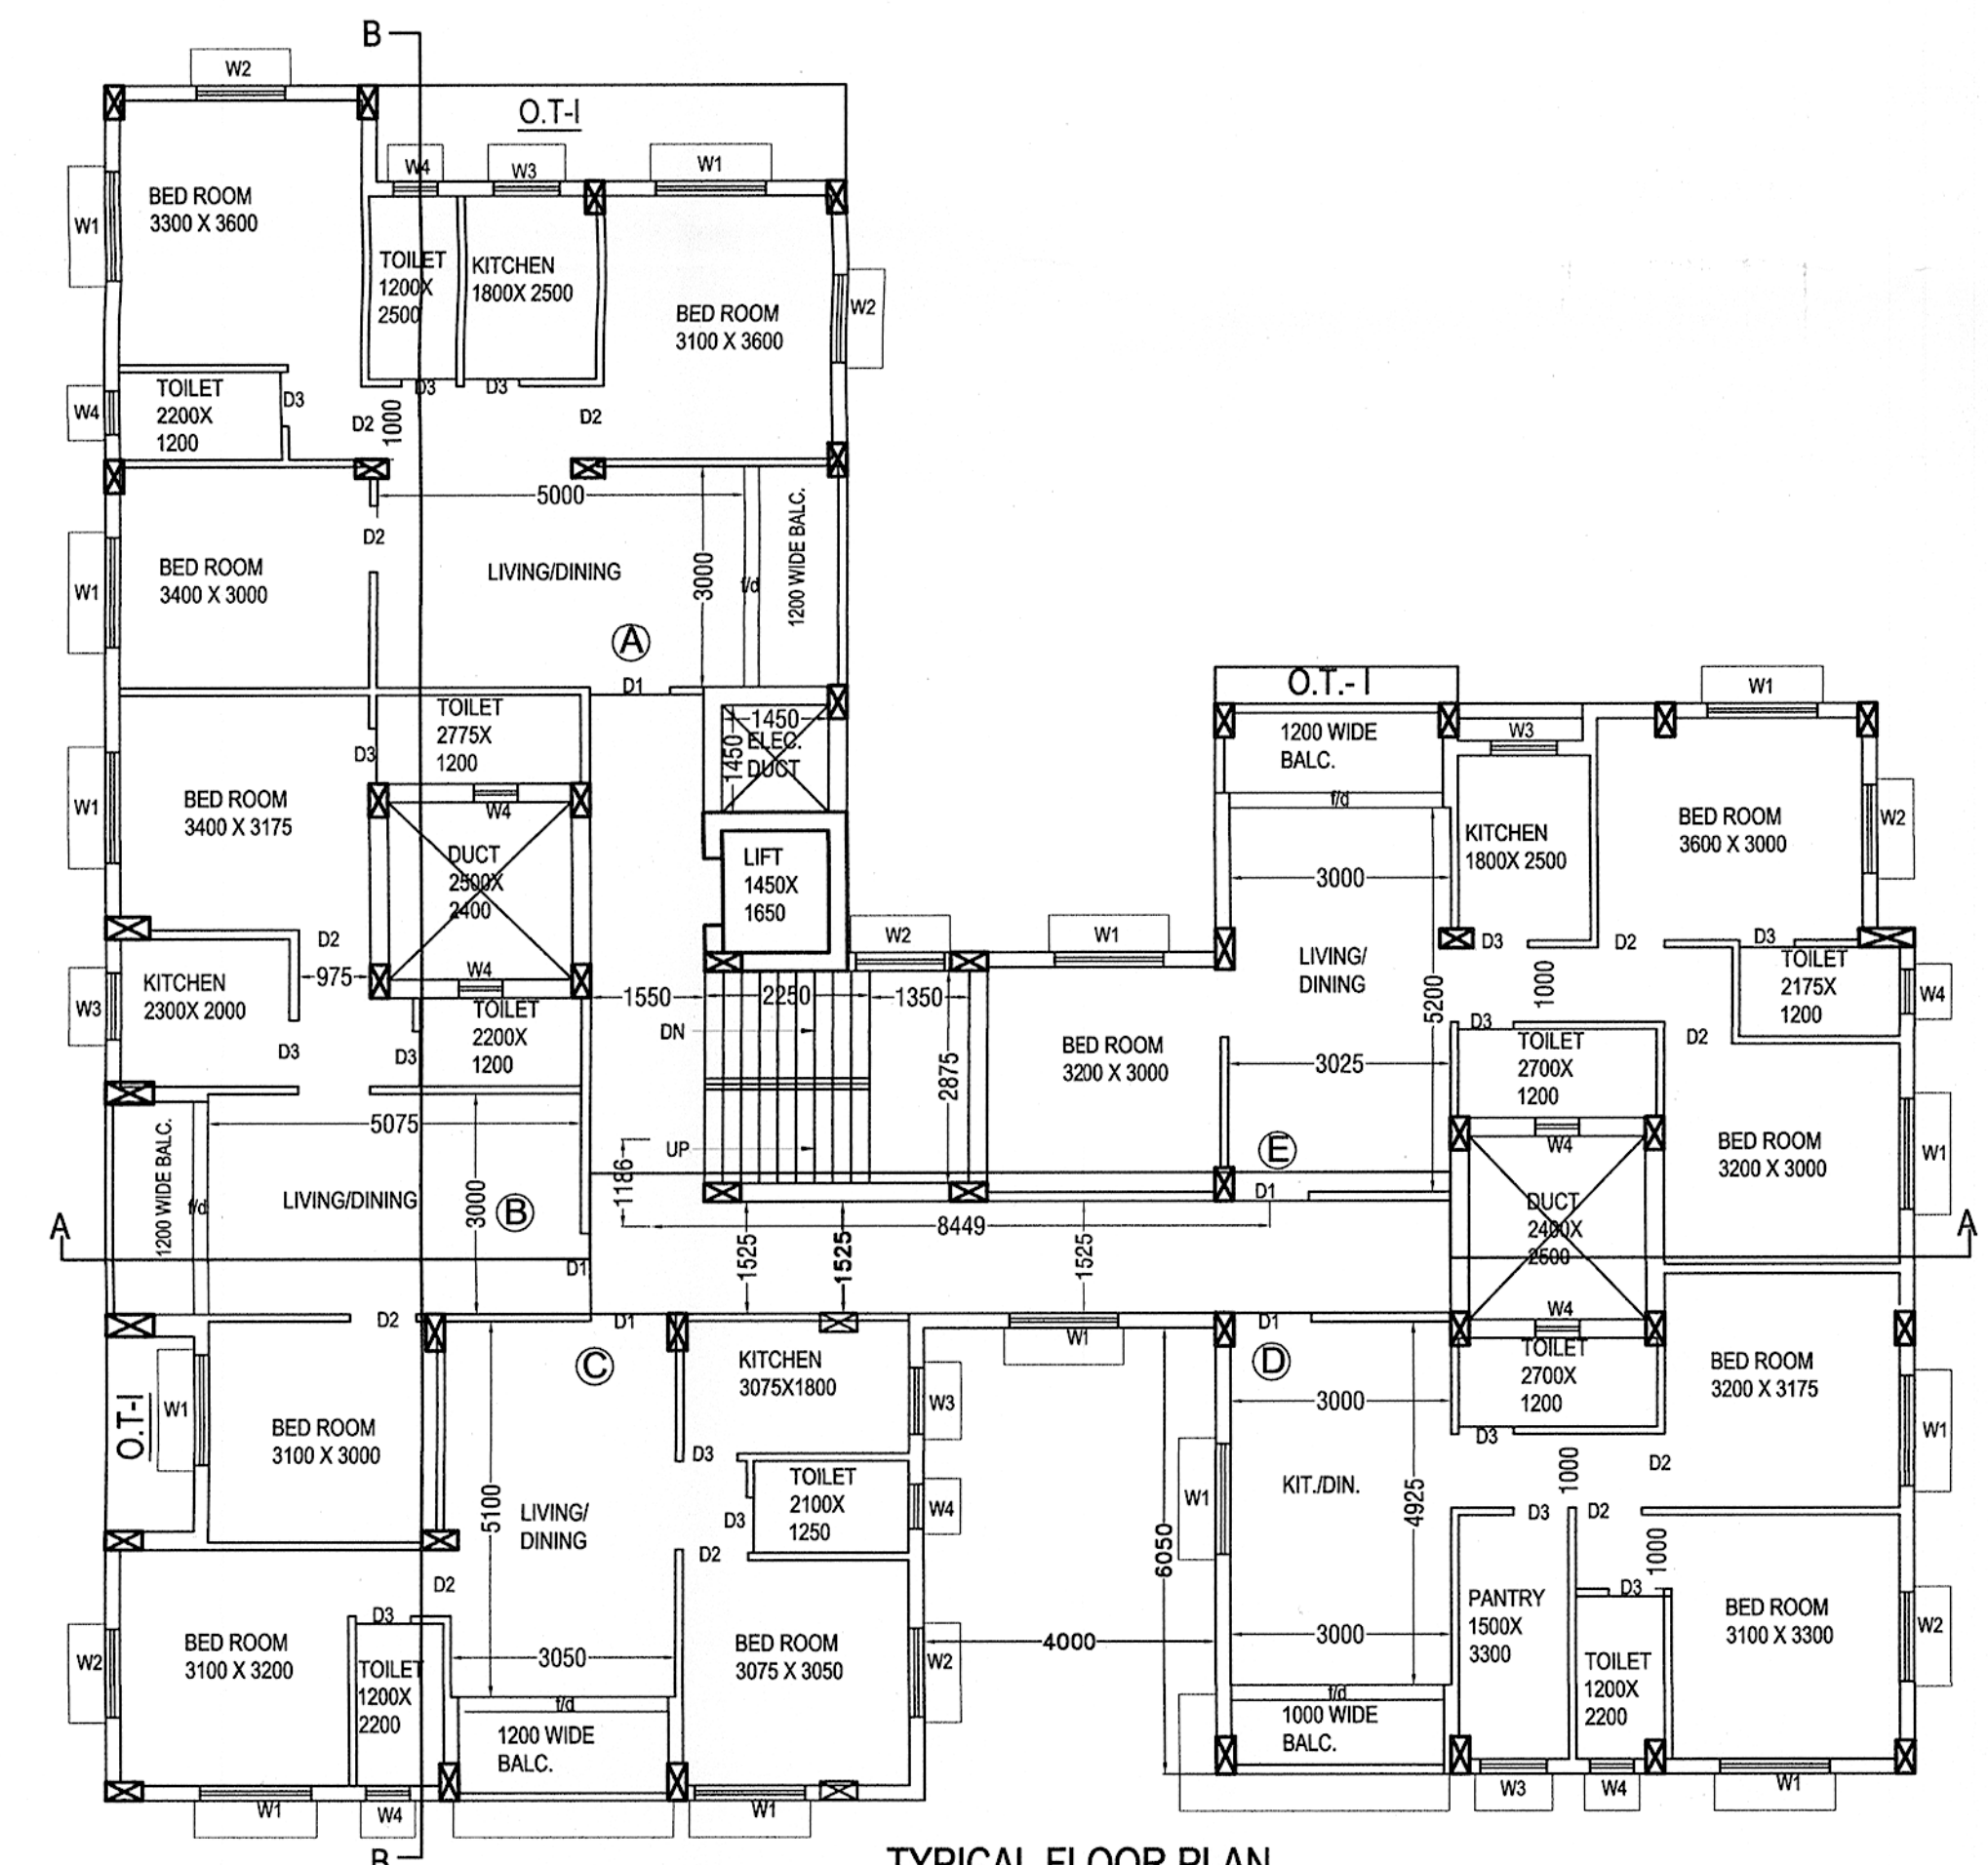 B
W2
O.T-I
W4
W3
W1
BED ROOM
3300 X 3600
W1
TOILET
1200X
2500
KITCHEN
1800X 2500
BED ROOM
3100 X 3600
W2
D3
D3
TOILET
2200X
1200
D3
W4
D2
1000
D2
5000
D2
BED ROOM
3400 X 3000
W1
LIVING/DINING
3000
f/d
1200 WIDE BALC.
A
D1
TOILET
2775X
1200
D3
1450
1450
ELEC.
DUCT
BED ROOM
3400 X 3175
W1
W4
DUCT
2500X
2400
LIFT
1450X
1650
O.T.- I
W1
1200 WIDE
BALC.
W3
f/d
KITCHEN
1800X 2500
BED ROOM
3600 X 3000
W2
3000
D2
975
W4
KITCHEN
2300X 2000
W3
D3
TOILET
2200X
1200
D3
1550
2250
1350
W2
W1
DN
2875
BED ROOM
3200 X 3000
LIVING/
DINING
5200
D3
D2
D3
1000
TOILET
2175X
1200
W4
D3
TOILET
2700X
1200
D2
3025
5075
1200 WIDE BALC.
f/d
LIVING/DINING
3000
B
UP
1186
E
D1
W4
BED ROOM
3200 X 3000
W1
DUCT
2400X
2500
A
A
8449
1525
1525
1525
D1
D2
D1
W1
D1
W4
O.T-I
W1
BED ROOM
3100 X 3000
C
KITCHEN
3075X1800
W3
D
TOILET
2700X
1200
BED ROOM
3200 X 3175
W1
3000
D3
D3
5100
LIVING/
DINING
TOILET
2100X
1250
D3
W4
D2
W1
KIT./DIN.
4925
1000
D2
D3
D2
6050
1000
D2
D3
D3
BED ROOM
3100 X 3200
W2
TOILET
1200X
2200
3050
BED ROOM
3075 X 3050
W2
4000
3000
PANTRY
1500X
3300
TOILET
1200X
2200
BED ROOM
3100 X 3300
W2
f/d
1200 WIDE
BALC.
f/d
1000 WIDE
BALC.
W1
W4
W1
W3
W4
W1
B
TYPICAL FLOOR PLAN